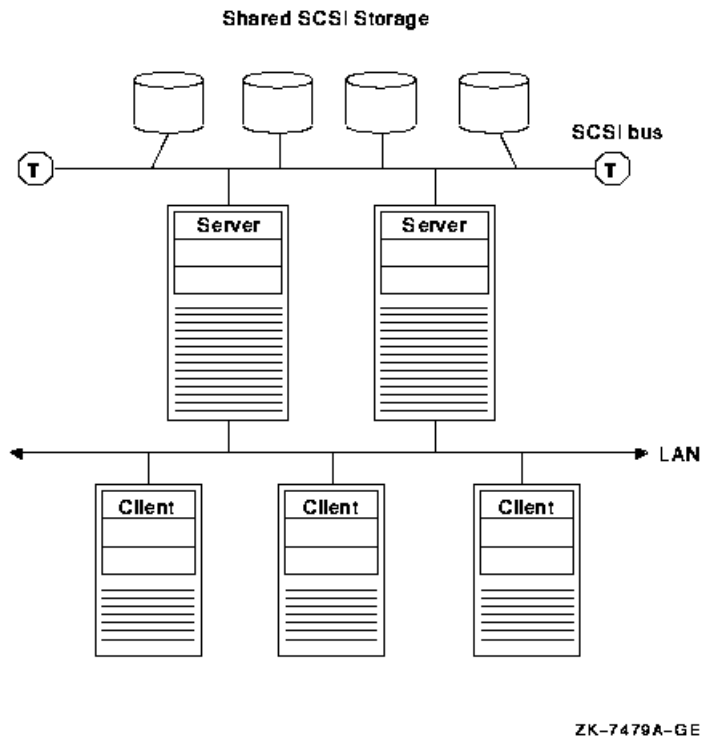 Shared SCSI Storage
SCSI bus
T
T
Server
Server
LAN
Client
Client
Client
ZK-7479A-GE